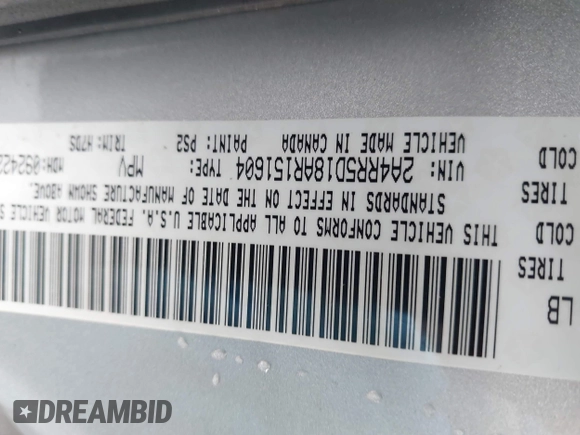 LB
TIRES
COLD
TIRES
COLD
THIS VEHICLE CONFORMS TO ALL APPLICABLE U.S.A. FEDERAL MOTOR VEHICLE S
STANDARDS IN EFFECT ON THE DATE OF MANUFACTURE SHOWN ABOVE.
VIN: 2A4RR5D18AR151604 TYPE: MPV MDH:
VEHICLE MADE IN CANADA PAINT: PS2 TRIM: H7DS
DREAMBID